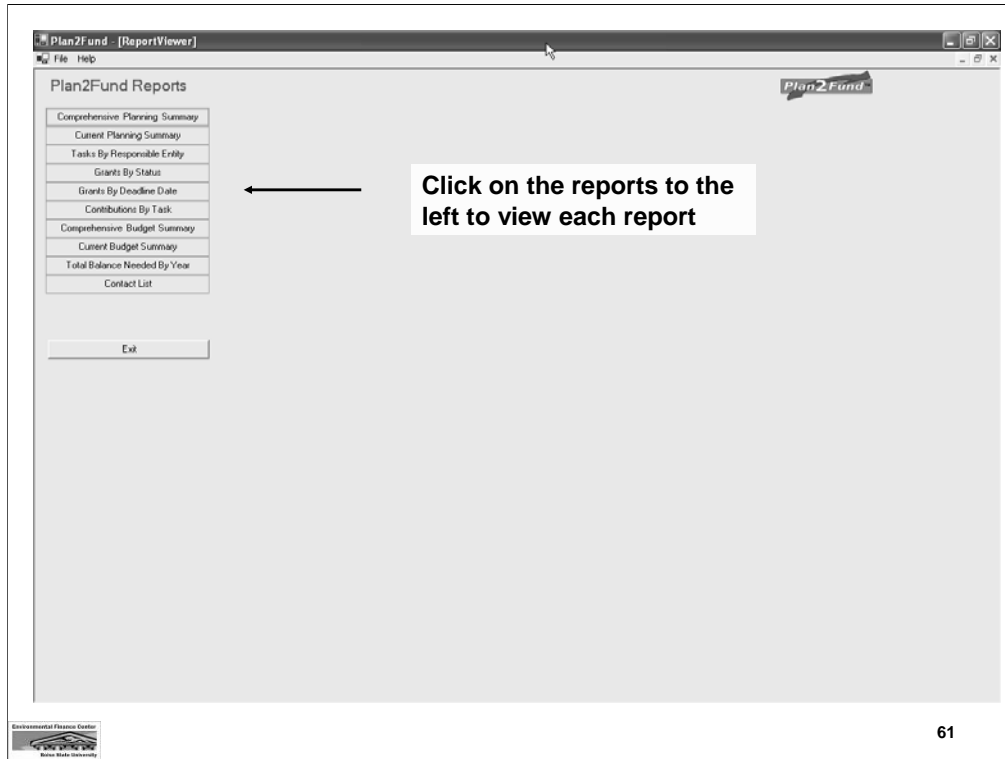 Plan2Fund - [ReportViewer]
File Help
Plan2Fund Reports
Plan2Fund
Comprehensive Planning Summary
Current Planning Summary
Tasks By Responsible Entity
Grants By Status
Grants By Deadline Date
Contributions By Task
Comprehensive Budget Summary
Current Budget Summary
Total Balance Needed By Year
Contact List
Exit
Click on the reports to the
left to view each report
Environmental Finance Center
Boise State University
61